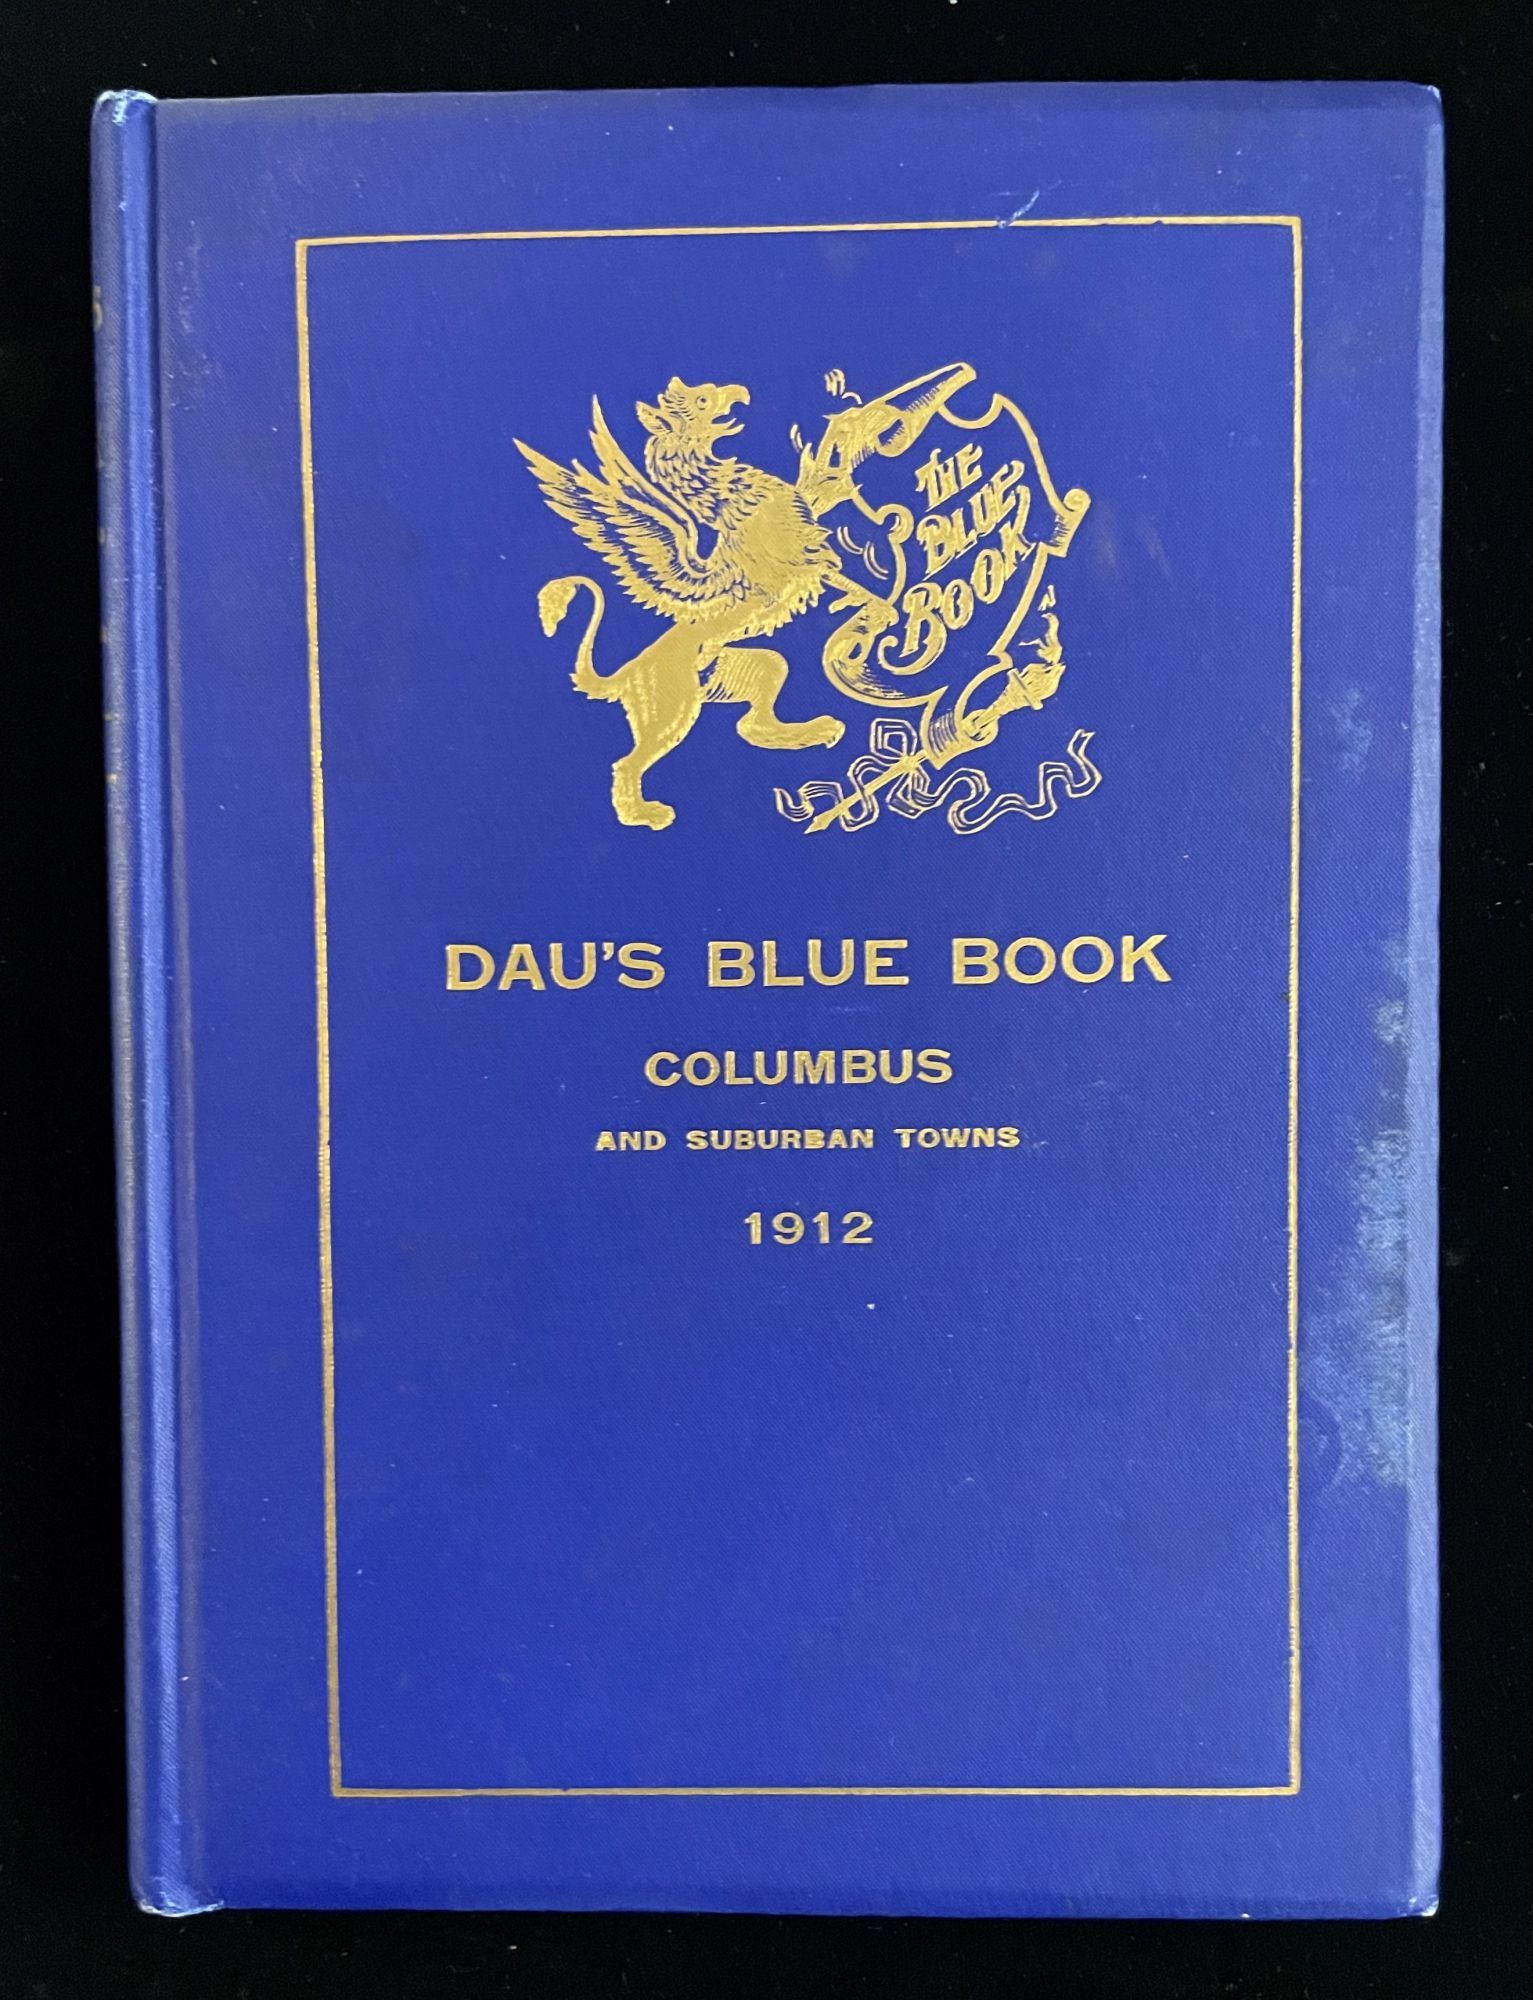 THE
BLUE
BOOK
DAU'S BLUE BOOK
COLUMBUS
AND SUBURBAN TOWNS
1912